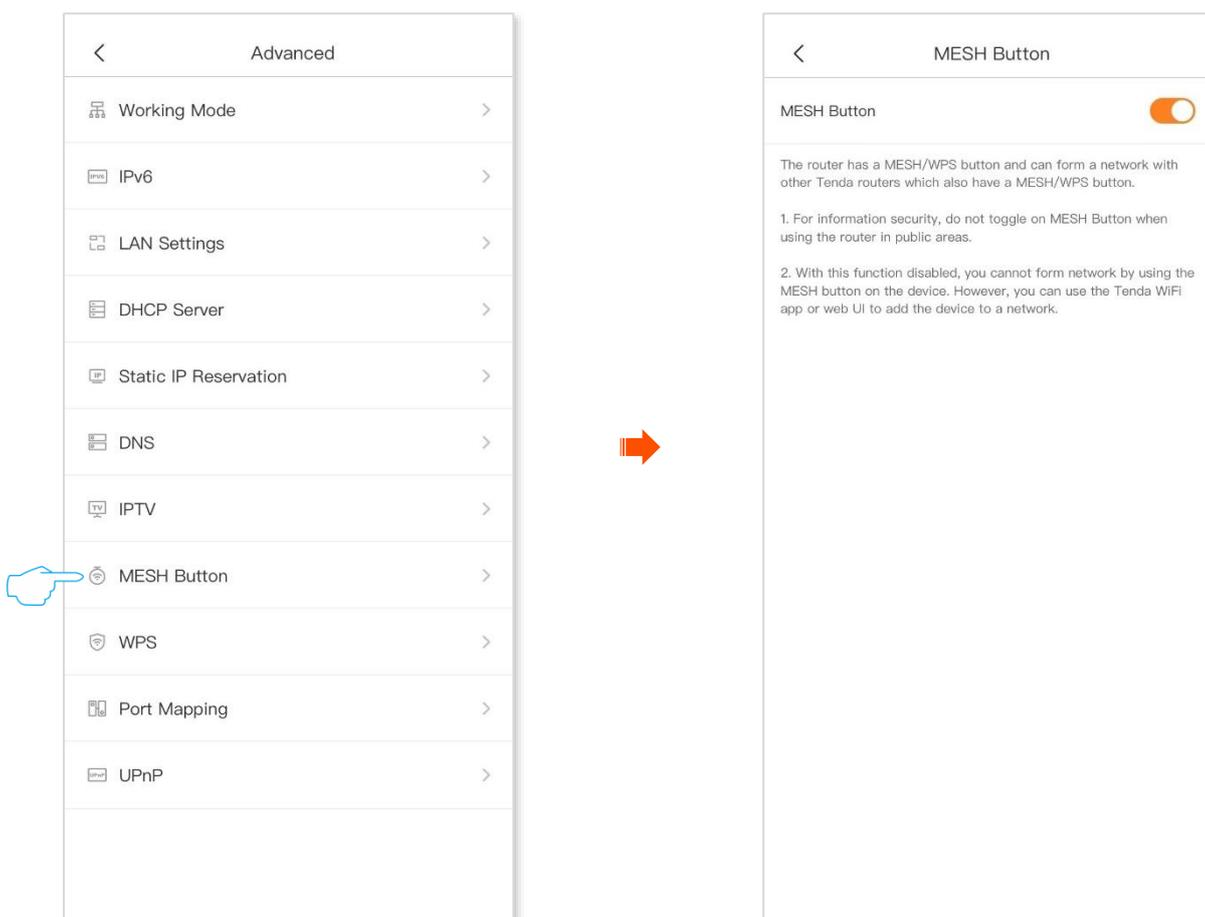 Advanced
Working Mode
IPv6
IPv6
LAN Settings
DHCP Server
IP
Static IP Reservation
DNS
TV
IPTV
MESH Button
WPS
Port Mapping
UPnP
UPnP
MESH Button
MESH Button
The router has a MESH/WPS button and can form a network with
other Tenda routers which also have a MESH/WPS button.
1. For information security, do not toggle on MESH Button when
using the router in public areas.
2. With this function disabled, you cannot form network by using the
MESH button on the device. However, you can use the Tenda WiFi
app or web UI to add the device to a network.